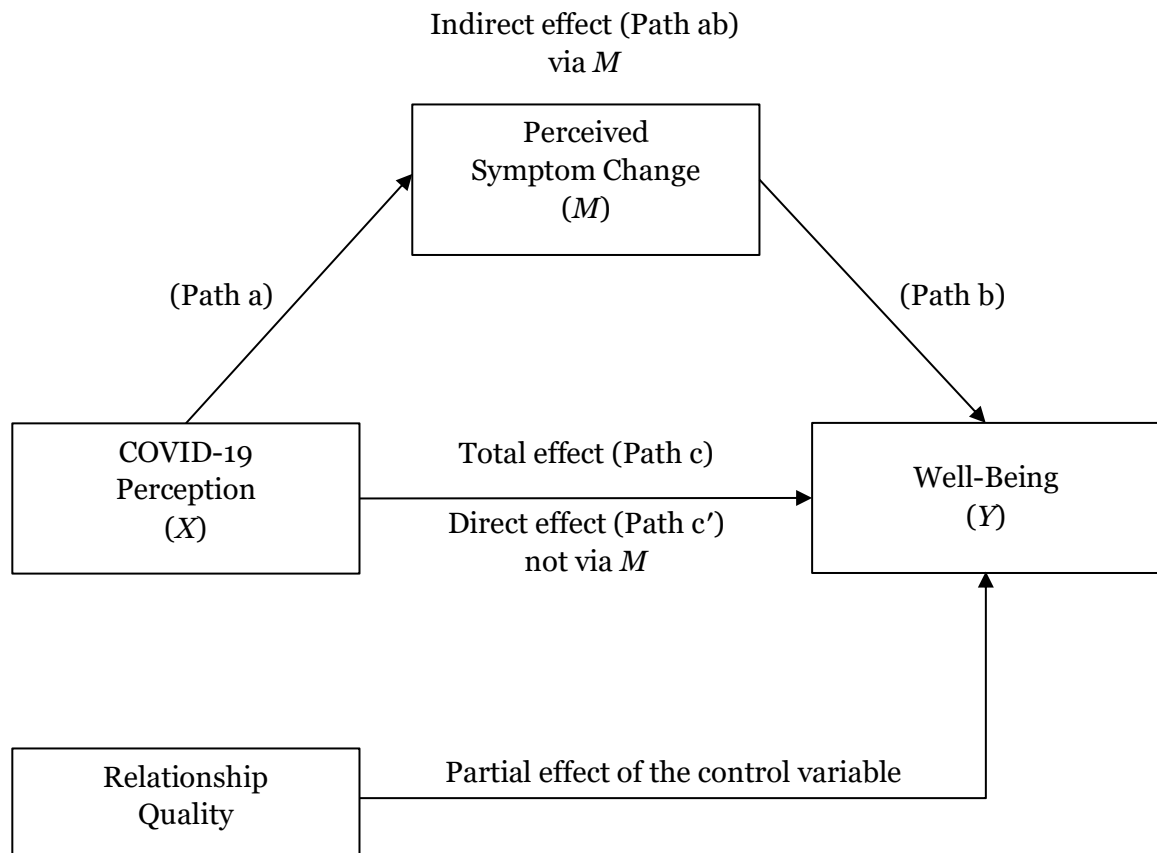 Indirect effect (Path ab)
via M
Perceived
Symptom Change
(M)
(Path a)
(Path b)
COVID-19
Perception
(X)
Total effect (Path c)
Direct effect (Path c′)
not via M
Well-Being
(Y)
Relationship
Quality
Partial effect of the control variable